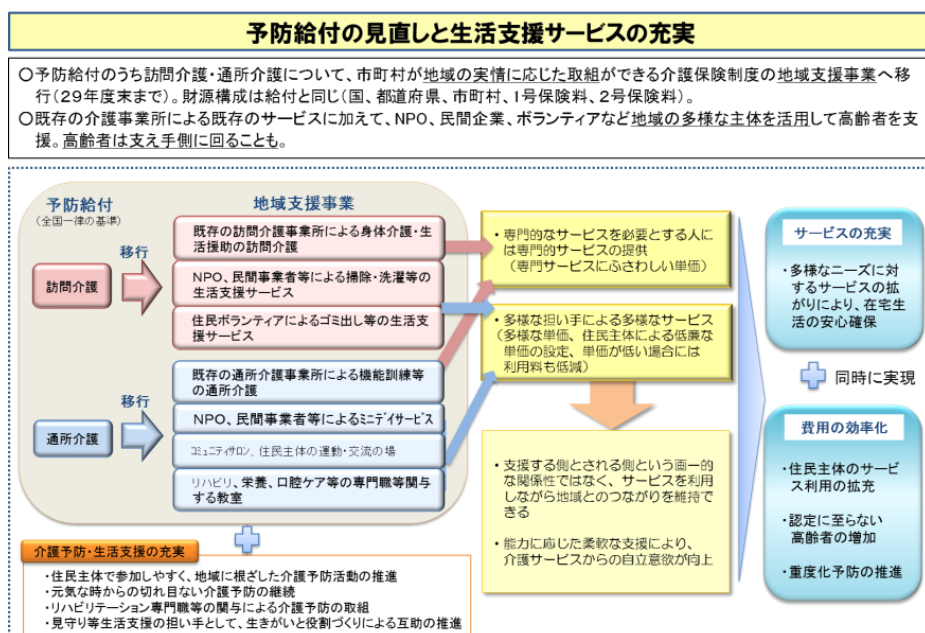 予防給付の見直しと生活支援サービスの充実
○予防給付のうち訪問介護・通所介護について、市町村が地域の実情に応じた取組ができる介護保険制度の地域支援事業へ移
行(29年度末まで)。財源構成は給付と同じ(国、都道府県、市町村、1号保険料、2号保険料)。
○既存の介護事業所による既存のサービスに加えて、NPO、民間企業、ボランティアなど地域の多様な主体を活用して高齢者を支
援。高齢者は支え手側に回ることも。
予防給付
(全国一律の基準)
地域支援事業
移行
訪問介護
既存の訪問介護事業所による身体介護・生
活援助の訪問介護
NPO、民間事業者等による掃除・洗濯等の
生活支援サービス
住民ボランティアによるゴミ出し等の生活支
援サービス
移行
通所介護
既存の通所介護事業所による機能訓練等
の通所介護
NPO、民間事業者等によるミニデイサービス
コミュニティサロン、住民主体の運動・交流の場
リハビリ、栄養、口腔ケア等の専門職等関与
する教室
・専門的なサービスを必要とする人に
は専門的サービスの提供
(専門サービスにふさわしい単価)
・多様な担い手による多様なサービス
(多様な単価、住民主体による低廉な
単価の設定、単価が低い場合には
利用料も低減)
・支援する側とされる側という画一的
な関係性ではなく、サービスを利用
しながら地域とのつながりを維持で
きる
・能力に応じた柔軟な支援により、
介護サービスからの自立意欲が向上
サービスの充実
・多様なニーズに対
するサービスの拡
がりにより、在宅生
活の安心確保
同時に実現
費用の効率化
・住民主体のサービ
ス利用の拡充
・認定に至らない
高齢者の増加
・重度化予防の推進
介護予防・生活支援の充実
・住民主体で参加しやすく、地域に根ざした介護予防活動の推進
・元気な時からの切れ目ない介護予防の継続
・リハビリテーション専門職等の関与による介護予防の取組
・見守り等生活支援の担い手として、生きがいと役割づくりによる互助の推進